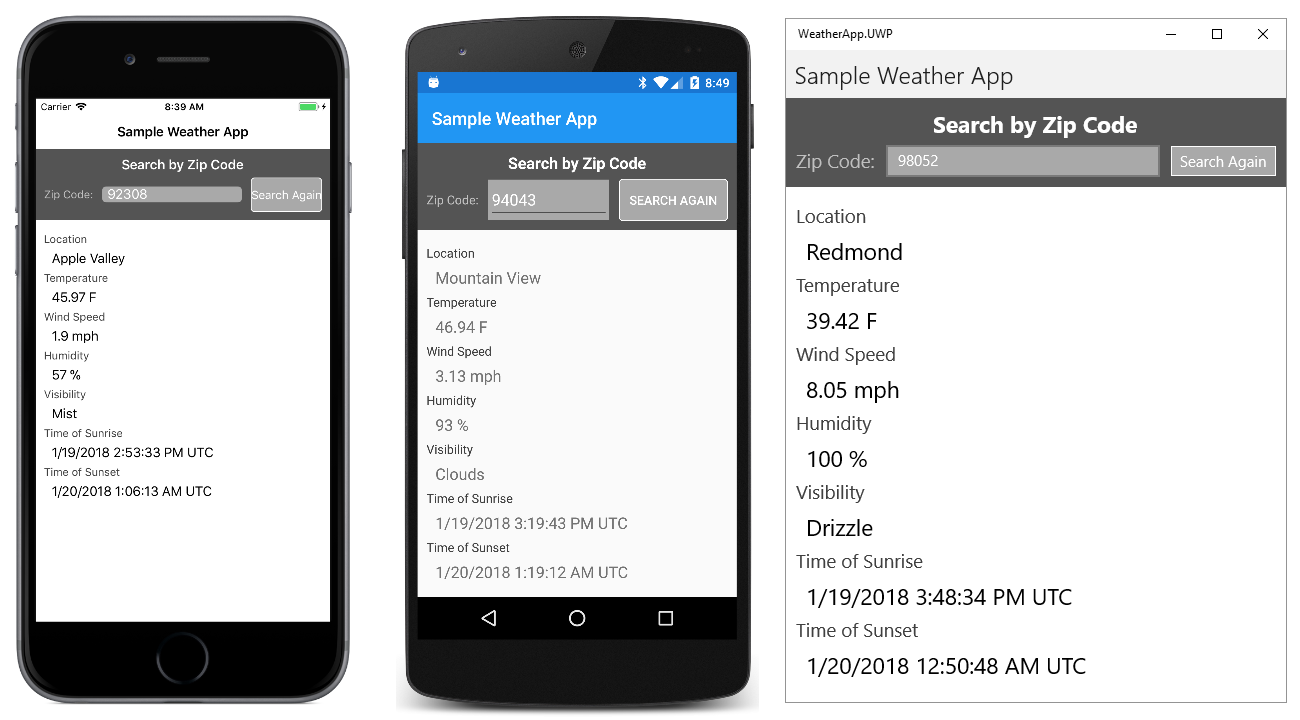 Carrier 8:39 AM
Sample Weather App
Search by Zip Code
Zip Code: 92308 Search Again
Location
Apple Valley
Temperature
45.97 F
Wind Speed
1.9 mph
Humidity
57 %
Visibility
Mist
Time of Sunrise
1/19/2018 2:53:33 PM UTC
Time of Sunset
1/20/2018 1:06:13 AM UTC
8:49
Sample Weather App
Search by Zip Code
Zip Code: 94043 SEARCH AGAIN
Location
Mountain View
Temperature
46.94 F
Wind Speed
3.13 mph
Humidity
93 %
Visibility
Clouds
Time of Sunrise
1/19/2018 3:19:43 PM UTC
Time of Sunset
1/20/2018 1:19:12 AM UTC
WeatherApp.UWP
Sample Weather App
Search by Zip Code
Zip Code: 98052 Search Again
Location
Redmond
Temperature
39.42 F
Wind Speed
8.05 mph
Humidity
100 %
Visibility
Drizzle
Time of Sunrise
1/19/2018 3:48:34 PM UTC
Time of Sunset
1/20/2018 12:50:48 AM UTC